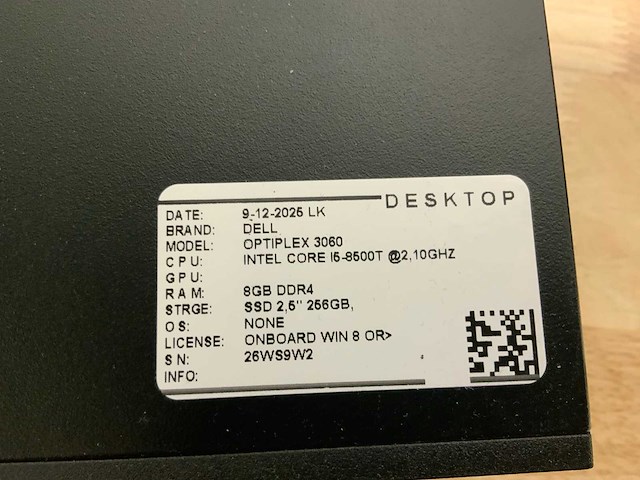 DESKTOP
DATE: 9-12-2025 LK
BRAND: DELL
MODEL: OPTIPLEX 3060
CPU: INTEL CORE I5-8500T @2,10GHZ
GPU:
RAM: 8GB DDR4
STRGE: SSD 2,5" 256GB,
OS: NONE
LICENSE: ONBOARD WIN 8 OR>
SN: 26WS9W2
INFO: